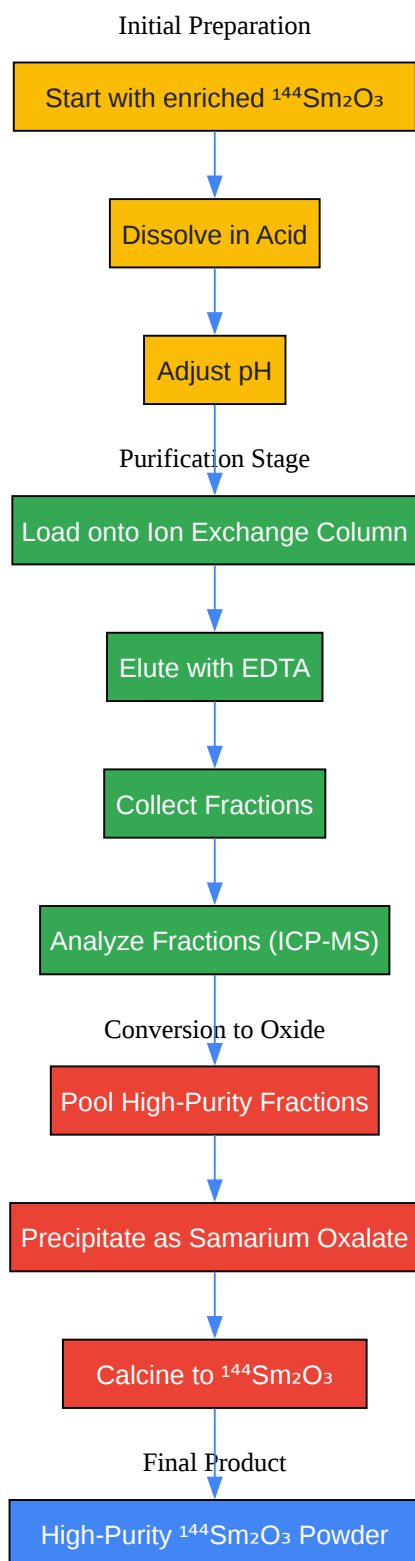 Initial Preparation
Start with enriched ¹⁴⁴Sm₂O₃
Dissolve in Acid
Adjust pH
Purification Stage
Load onto Ion Exchange Column
Elute with EDTA
Collect Fractions
Analyze Fractions (ICP-MS)
Conversion to Oxide
Pool High-Purity Fractions
Precipitate as Samarium Oxalate
Calcine to ¹⁴⁴Sm₂O₃
Final Product
High-Purity ¹⁴⁴Sm₂O₃ Powder